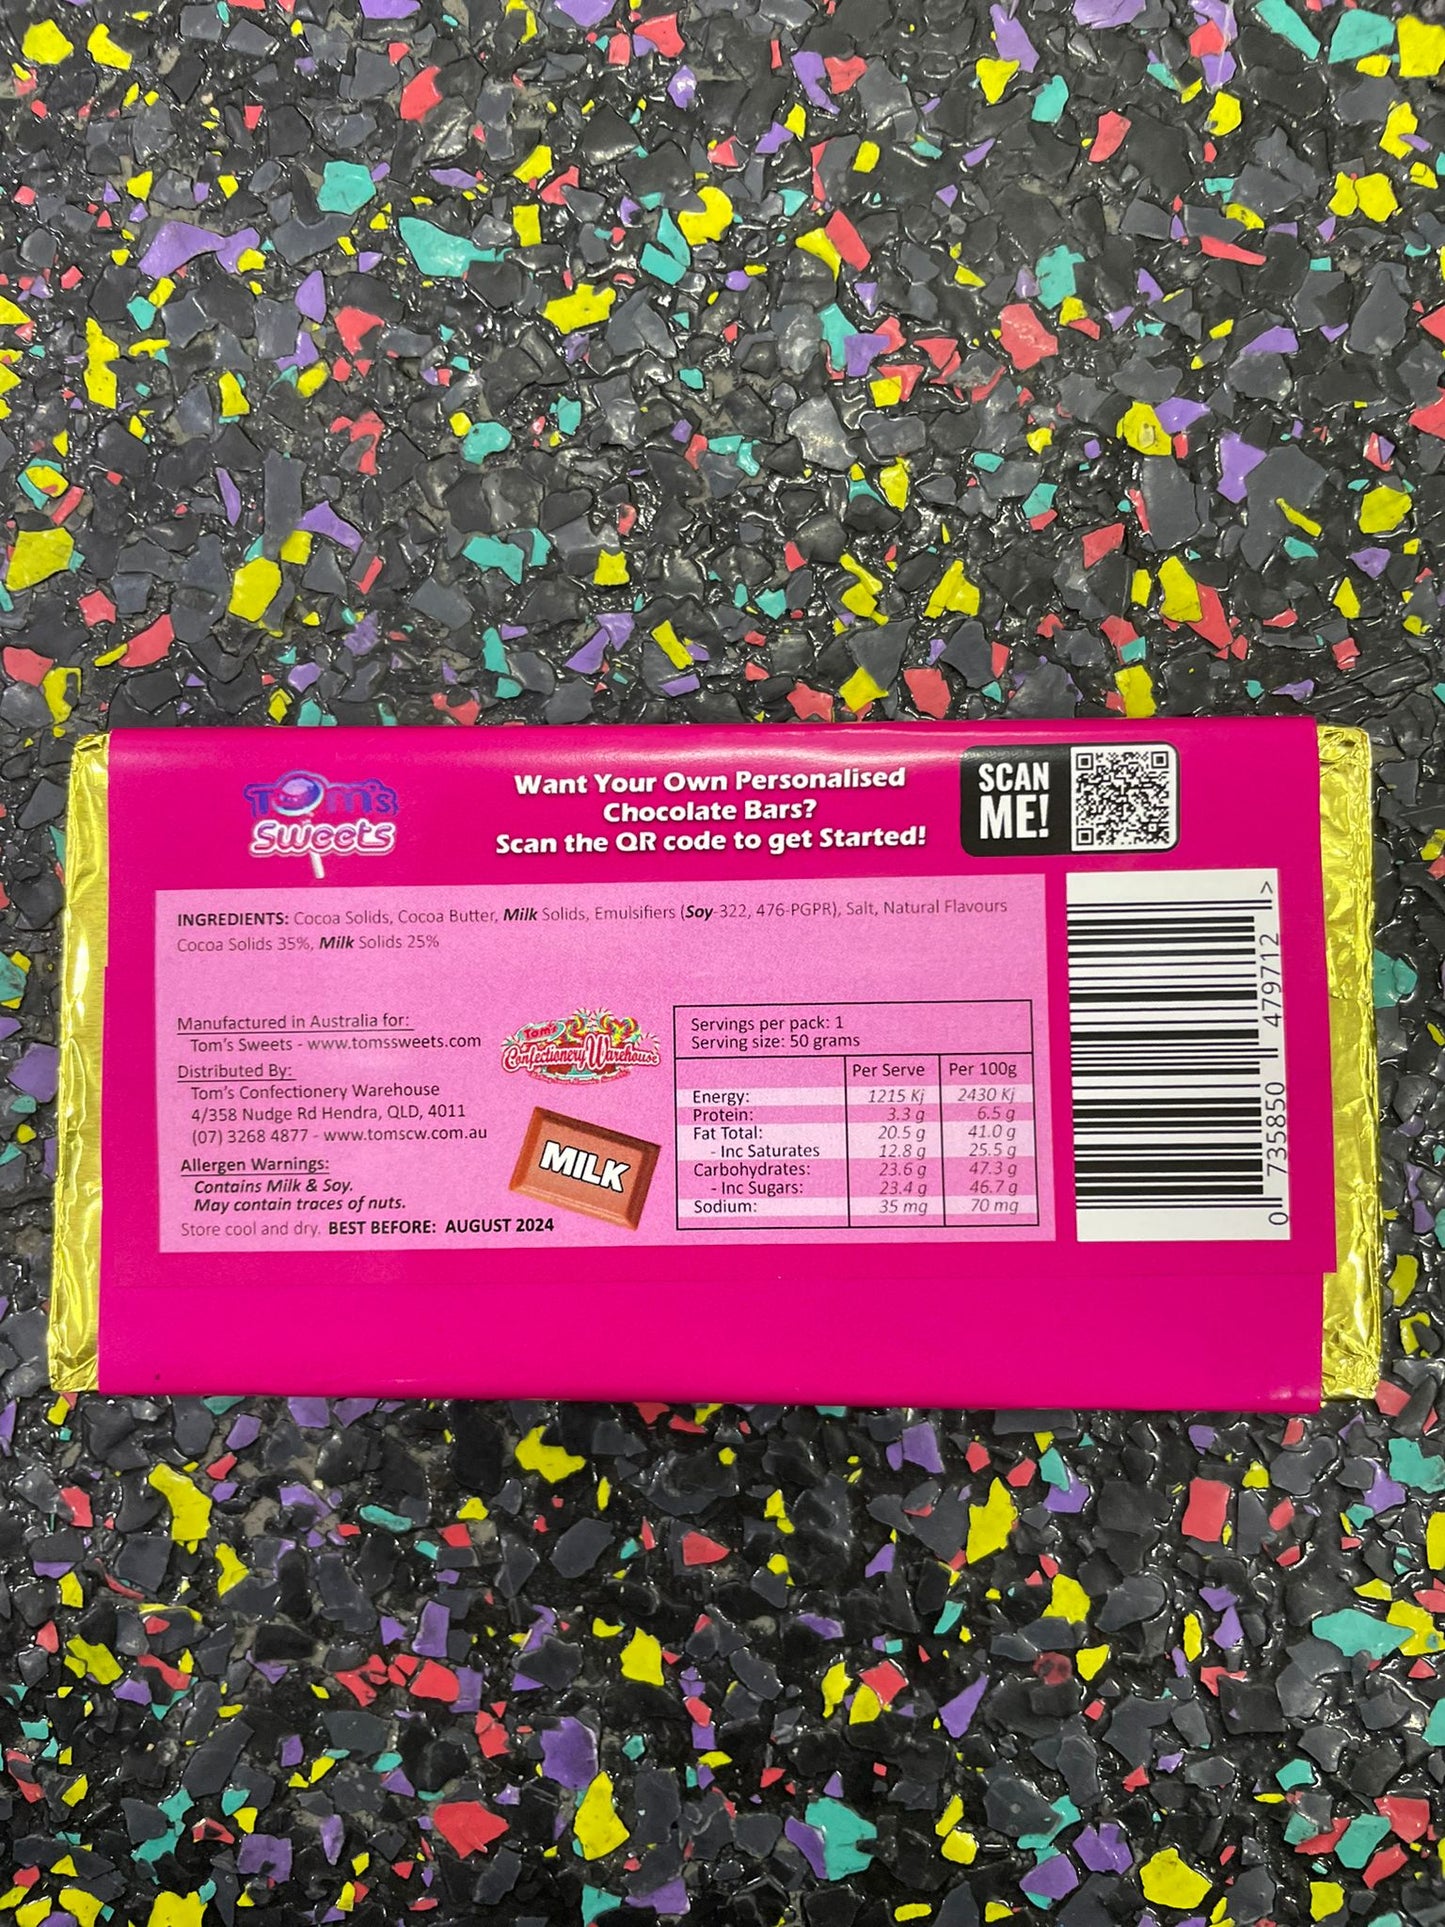 Tom's
Sweets
Want Your Own Personalised
Chocolate Bars?
Scan the QR code to get Started!
SCAN
ME!
INGREDIENTS: Cocoa Solids, Cocoa Butter, Milk Solids, Emulsifiers (Soy-322, 476-PGPR), Salt, Natural Flavours
Cocoa Solids 35%, Milk Solids 25%
Manufactured in Australia for:
Tom's Sweets - www.tomssweets.com
Distributed By:
Tom's Confectionery Warehouse
4/358 Nudge Rd Hendra, QLD, 4011
(07) 3268 4877 - www.tomscw.com.au
Allergen Warnings:
Contains Milk & Soy.
May contain traces of nuts.
Store cool and dry. BEST BEFORE: AUGUST 2024
Tom's
Confectionery Warehouse
MILK
Servings per pack: 1
Serving size: 50 grams
Per Serve Per 100g
Energy: 1215 Kj 2430 Kj
Protein: 3.3 g 6.5 g
Fat Total: 20.5 g 41.0 g
- Inc Saturates 12.8 g 25.5 g
Carbohydrates: 23.6 g 47.3 g
- Inc Sugars: 23.4 g 46.7 g
Sodium: 35 mg 70 mg
0 735850 479712 >